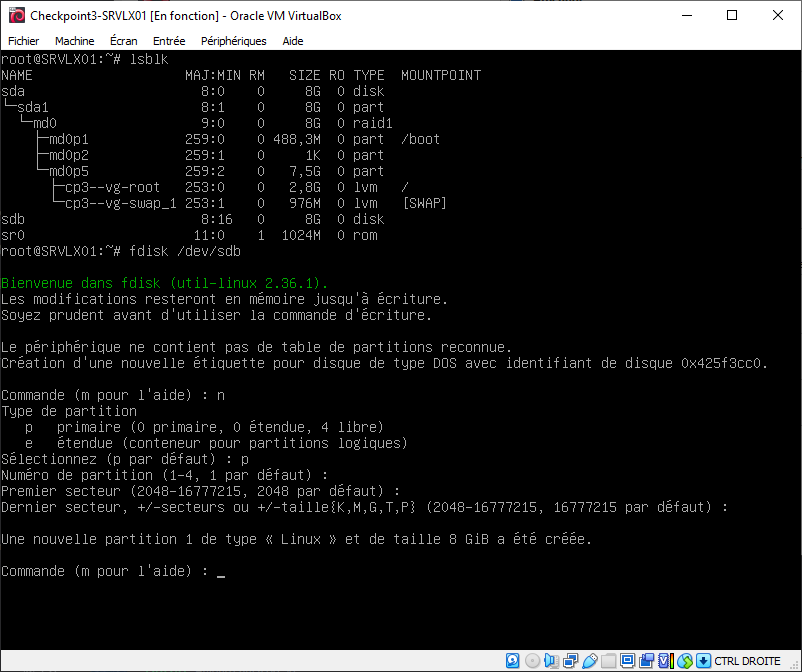 Checkpoint3-SRVLX01 [En fonction] - Oracle VM VirtualBox
Fichier Machine Écran Entrée Périphériques Aide
root@SRVLX01:~# lsblk
NAME                   MAJ:MIN RM   SIZE RO TYPE  MOUNTPOINT
sda                      8:0    0     8G  0 disk
└─sda1                   8:1    0     8G  0 part
  └─md0                  9:0    0     8G  0 raid1
    ├─md0p1            259:0    0 488,3M  0 part  /boot
    ├─md0p2            259:1    0     1K  0 part
    └─md0p5            259:2    0   7,5G  0 part
      ├─cp3--vg-root   253:0    0   2,8G  0 lvm   /
      └─cp3--vg-swap_1 253:1    0   976M  0 lvm   [SWAP]
sdb                      8:16   0     8G  0 disk
sr0                     11:0    1  1024M  0 rom
root@SRVLX01:~# fdisk /dev/sdb
Bienvenue dans fdisk (util-linux 2.36.1).
Les modifications resteront en mémoire jusqu'à écriture.
Soyez prudent avant d'utiliser la commande d'écriture.
Le périphérique ne contient pas de table de partitions reconnue.
Création d'une nouvelle étiquette pour disque de type DOS avec identifiant de disque 0x425f3cc0.
Commande (m pour l'aide) : n
Type de partition
   p   primaire (0 primaire, 0 étendue, 4 libre)
   e   étendue (conteneur pour partitions logiques)
Sélectionnez (p par défaut) : p
Numéro de partition (1-4, 1 par défaut) :
Premier secteur (2048-16777215, 2048 par défaut) :
Dernier secteur, +/-secteurs ou +/-taille{K,M,G,T,P} (2048-16777215, 16777215 par défaut) :
Une nouvelle partition 1 de type « Linux » et de taille 8 GiB a été créée.
Commande (m pour l'aide) : _
CTRL DROITE